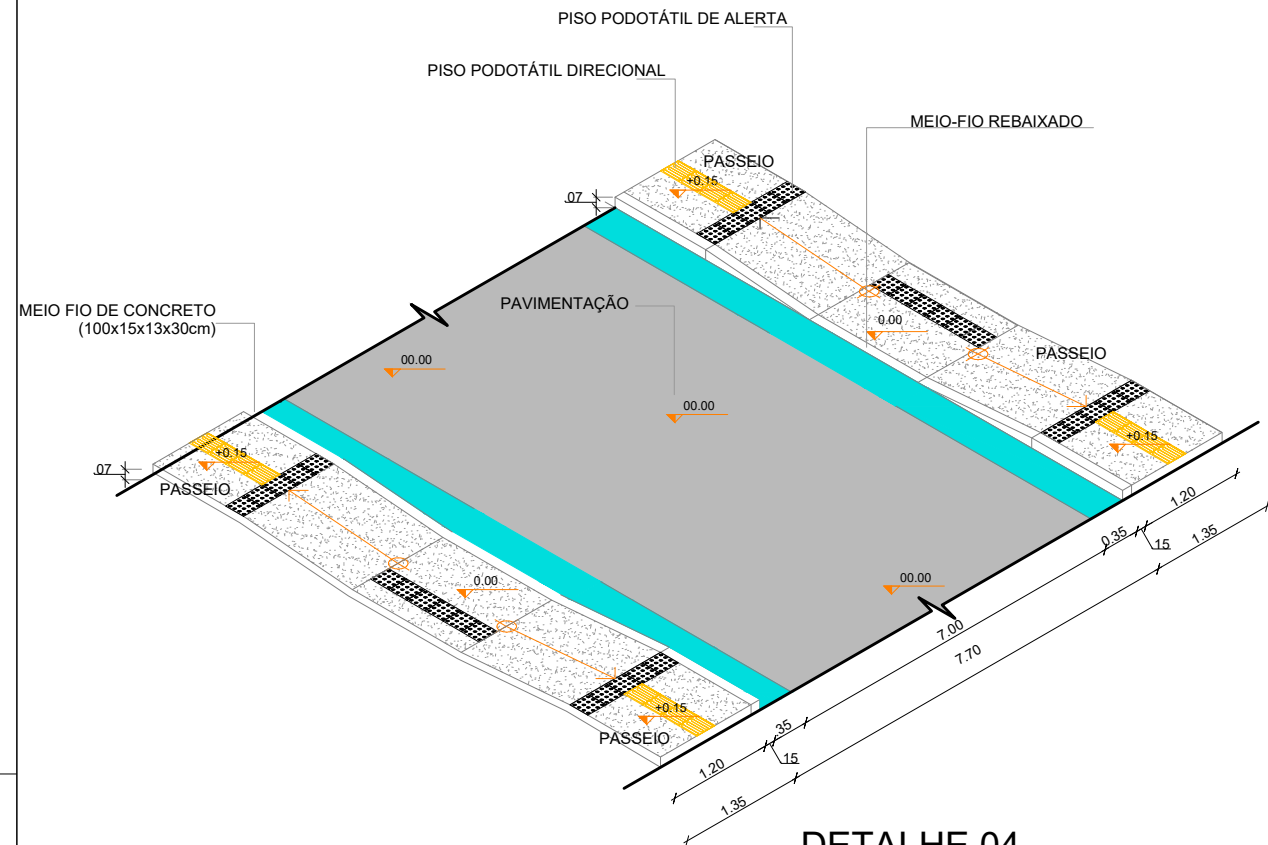 PISO PODOTÁTIL DE ALERTA
PISO PODOTÁTIL DIRECIONAL
MEIO-FIO REBAIXADO
PASSEIO
+0.15
07
MEIO FIO DE CONCRETO
(100x15x13x30cm)
PAVIMENTAÇÃO
0.00
PASSEIO
00.00
00.00
+0.15
+0.15
07
PASSEIO
1.20
0.35
15
1.35
00.00
0.00
7.00
7.70
+0.15
PASSEIO
.35
15
1.20
1.35
DETALHE 04